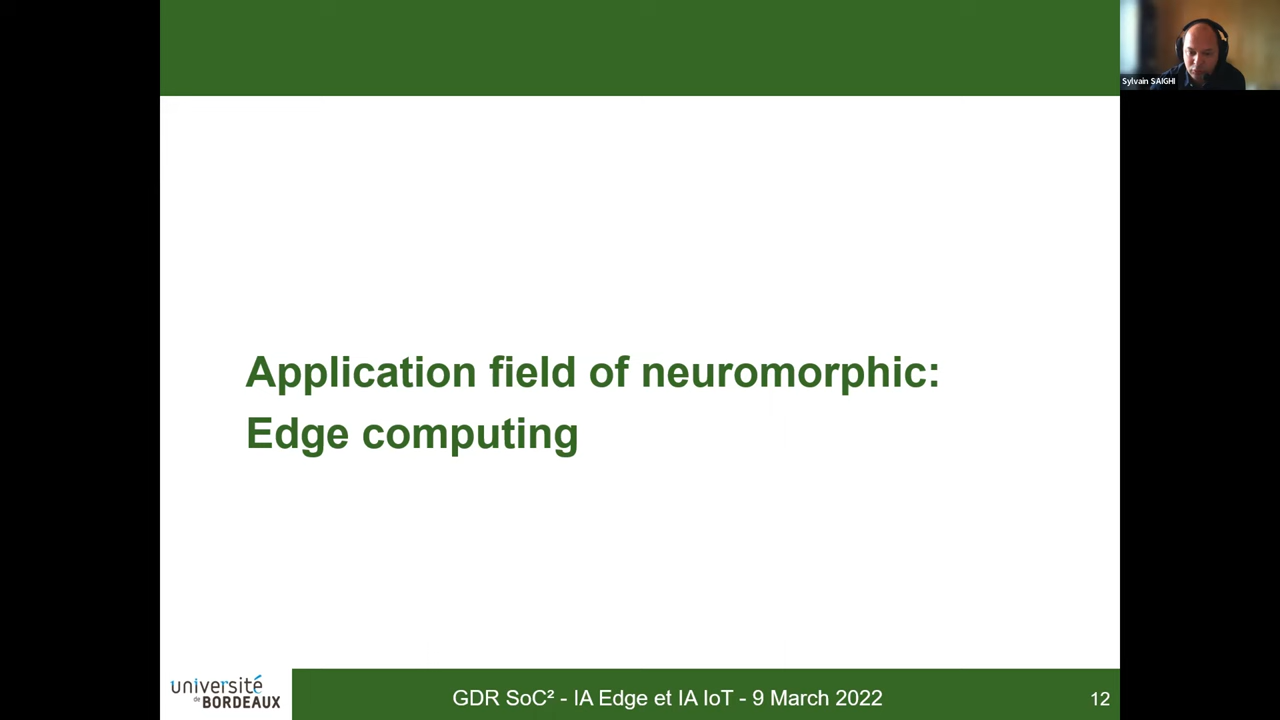 Sylvain SAIGHI
Application field of neuromorphic:
Edge computing
université
de BORDEAUX
GDR SoC² - IA Edge et IA IoT - 9 March 2022
12